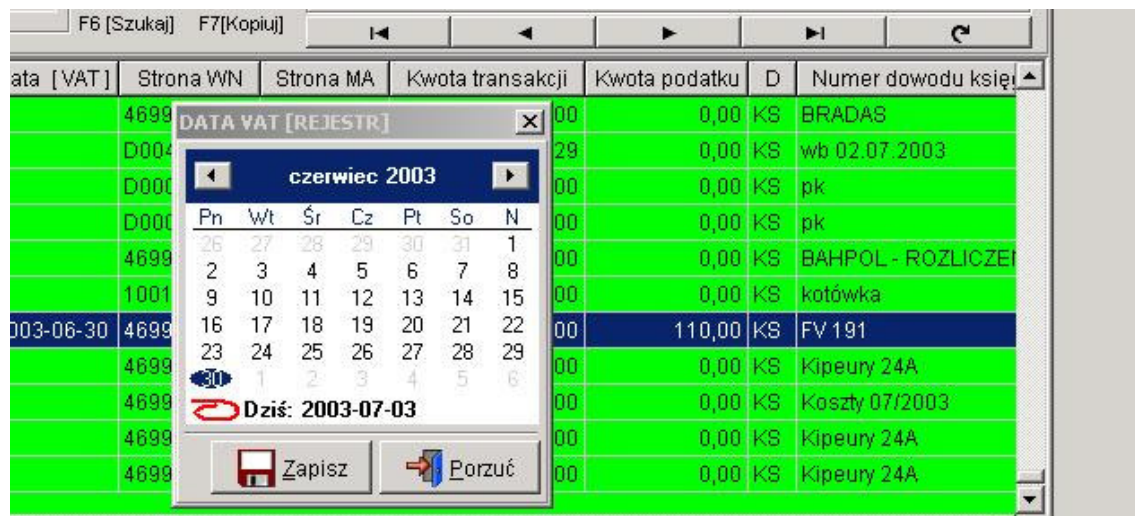 F6 [Szukaj] F7[Kopiuj]
ata [VAT] Strona WN Strona MA Kwota transakcji Kwota podatku D Numer dowodu księg
4699 00 0,00 KS BRADAS
D004 29 0,00 KS wb 02.07.2003
D000 00 0,00 KS pk
D000 00 0,00 KS pk
4699 00 0,00 KS BAHPOL - ROZLICZEN
1001 00 0,00 KS kotówka
003-06-30 4699 00 110,00 KS FV 191
4699 00 0,00 KS Kipeury 24A
4699 00 0,00 KS Koszty 07/2003
4699 00 0,00 KS Kipeury 24A
4699 00 0,00 KS Kipeury 24A
DATA VAT [REJESTR]
czerwiec 2003
Pn Wt Śr Cz Pt So N
26 27 28 29 30 31 1
2 3 4 5 6 7 8
9 10 11 12 13 14 15
16 17 18 19 20 21 22
23 24 25 26 27 28 29
30 1 2 3 4 5 6
Dziś: 2003-07-03
Zapisz Porzuć